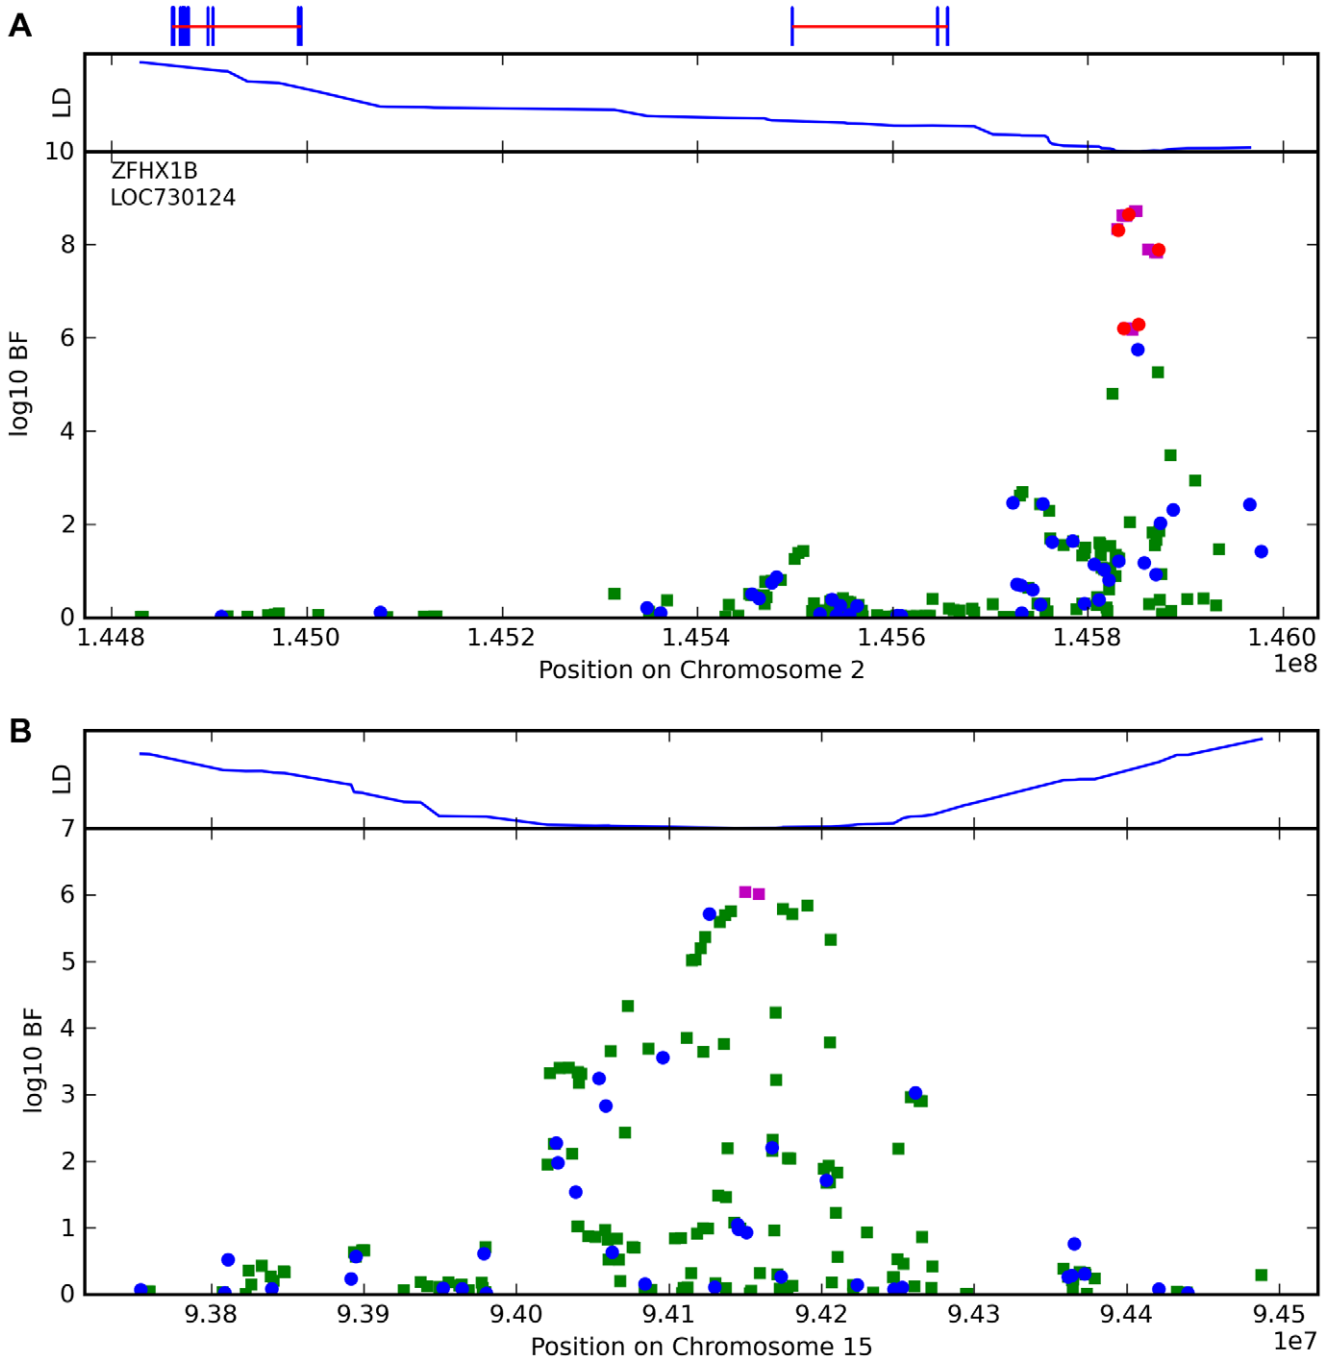 A
LD
10
ZFHX1B
LOC730124
8
6
4
2
0
log10 BF
1.448 1.450 1.452 1.454 1.456 1.458 1.460
1e8
Position on Chromosome 2
B
LD
7
6
5
4
3
2
1
0
log10 BF
9.38 9.39 9.40 9.41 9.42 9.43 9.44 9.45
1e7
Position on Chromosome 15